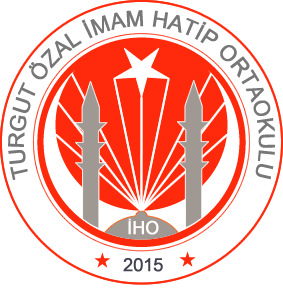 TURGUT ÖZAL İMAM HATİP ORTAOKULU
İHO
2015